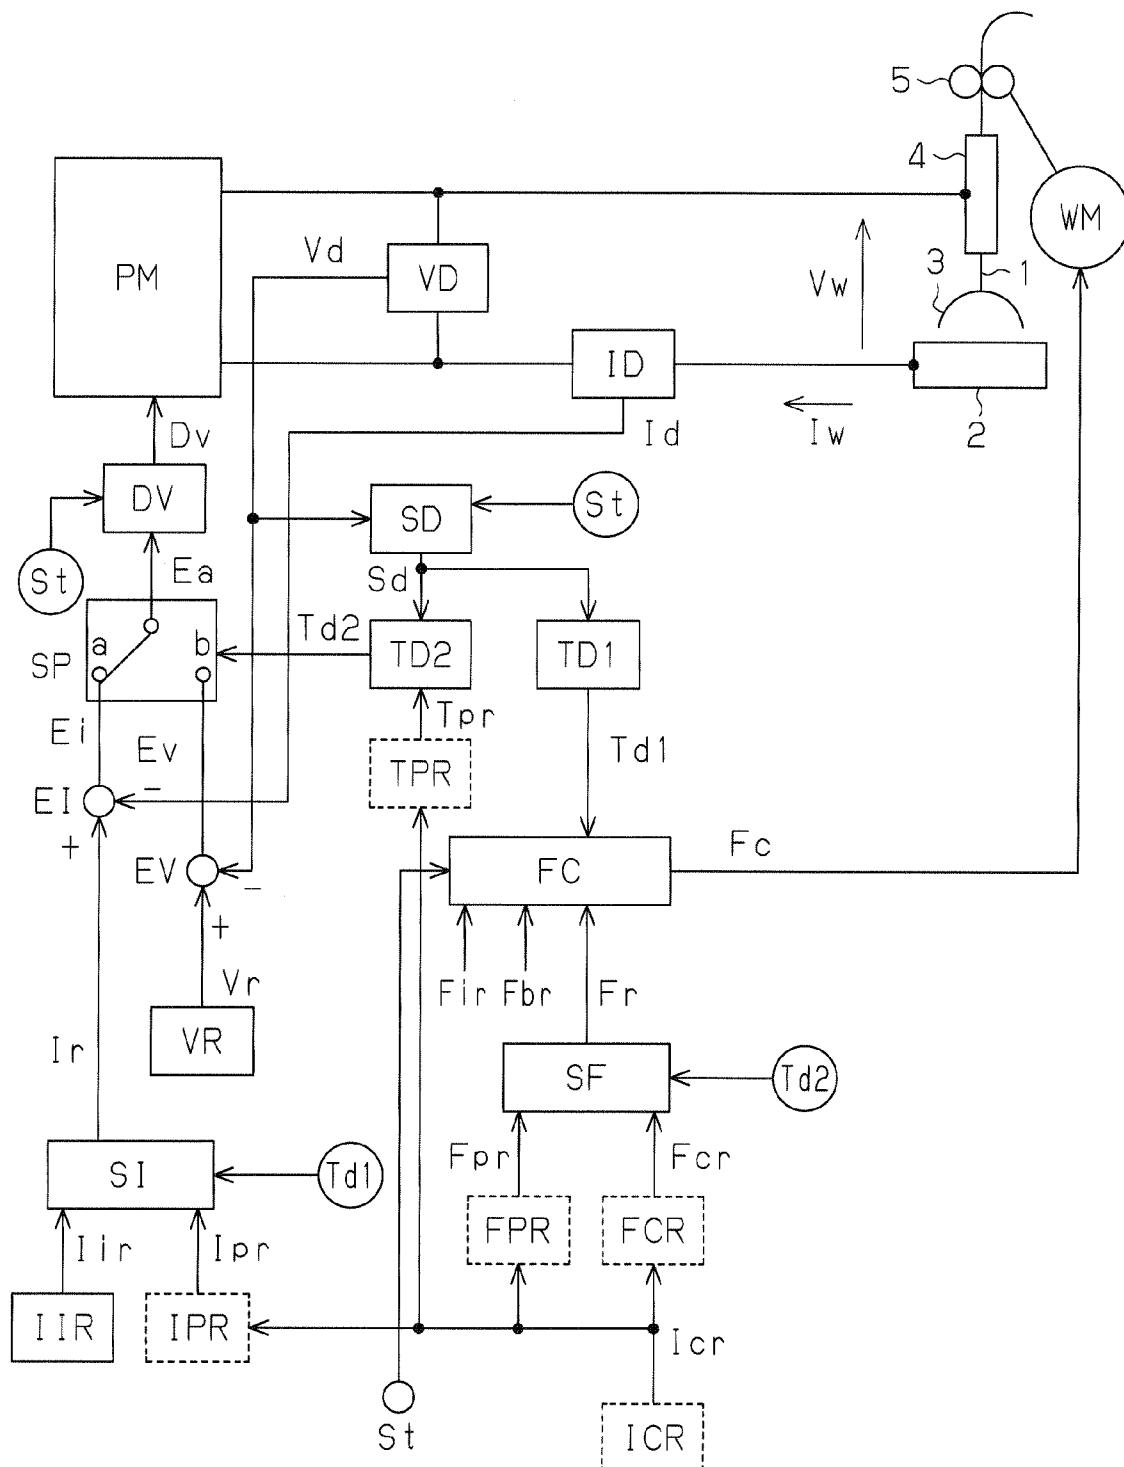 5
4
WM
PM
Vd
VD
Vw
3
1
ID
2
Dv
Id
Iw
DV
SD
St
St
Ea
Sd
a
b
Td2
TD2
TD1
SP
Ei
Ev
Tpr
TPR
Td1
EI
-
+
Fc
EV
-
FC
+
Fir
Fbr
Fr
Vr
VR
Ir
SF
Td2
SI
Td1
Fpr
Fcr
FPR
FCR
Iir
Ipr
IIR
IPR
Icr
St
ICR